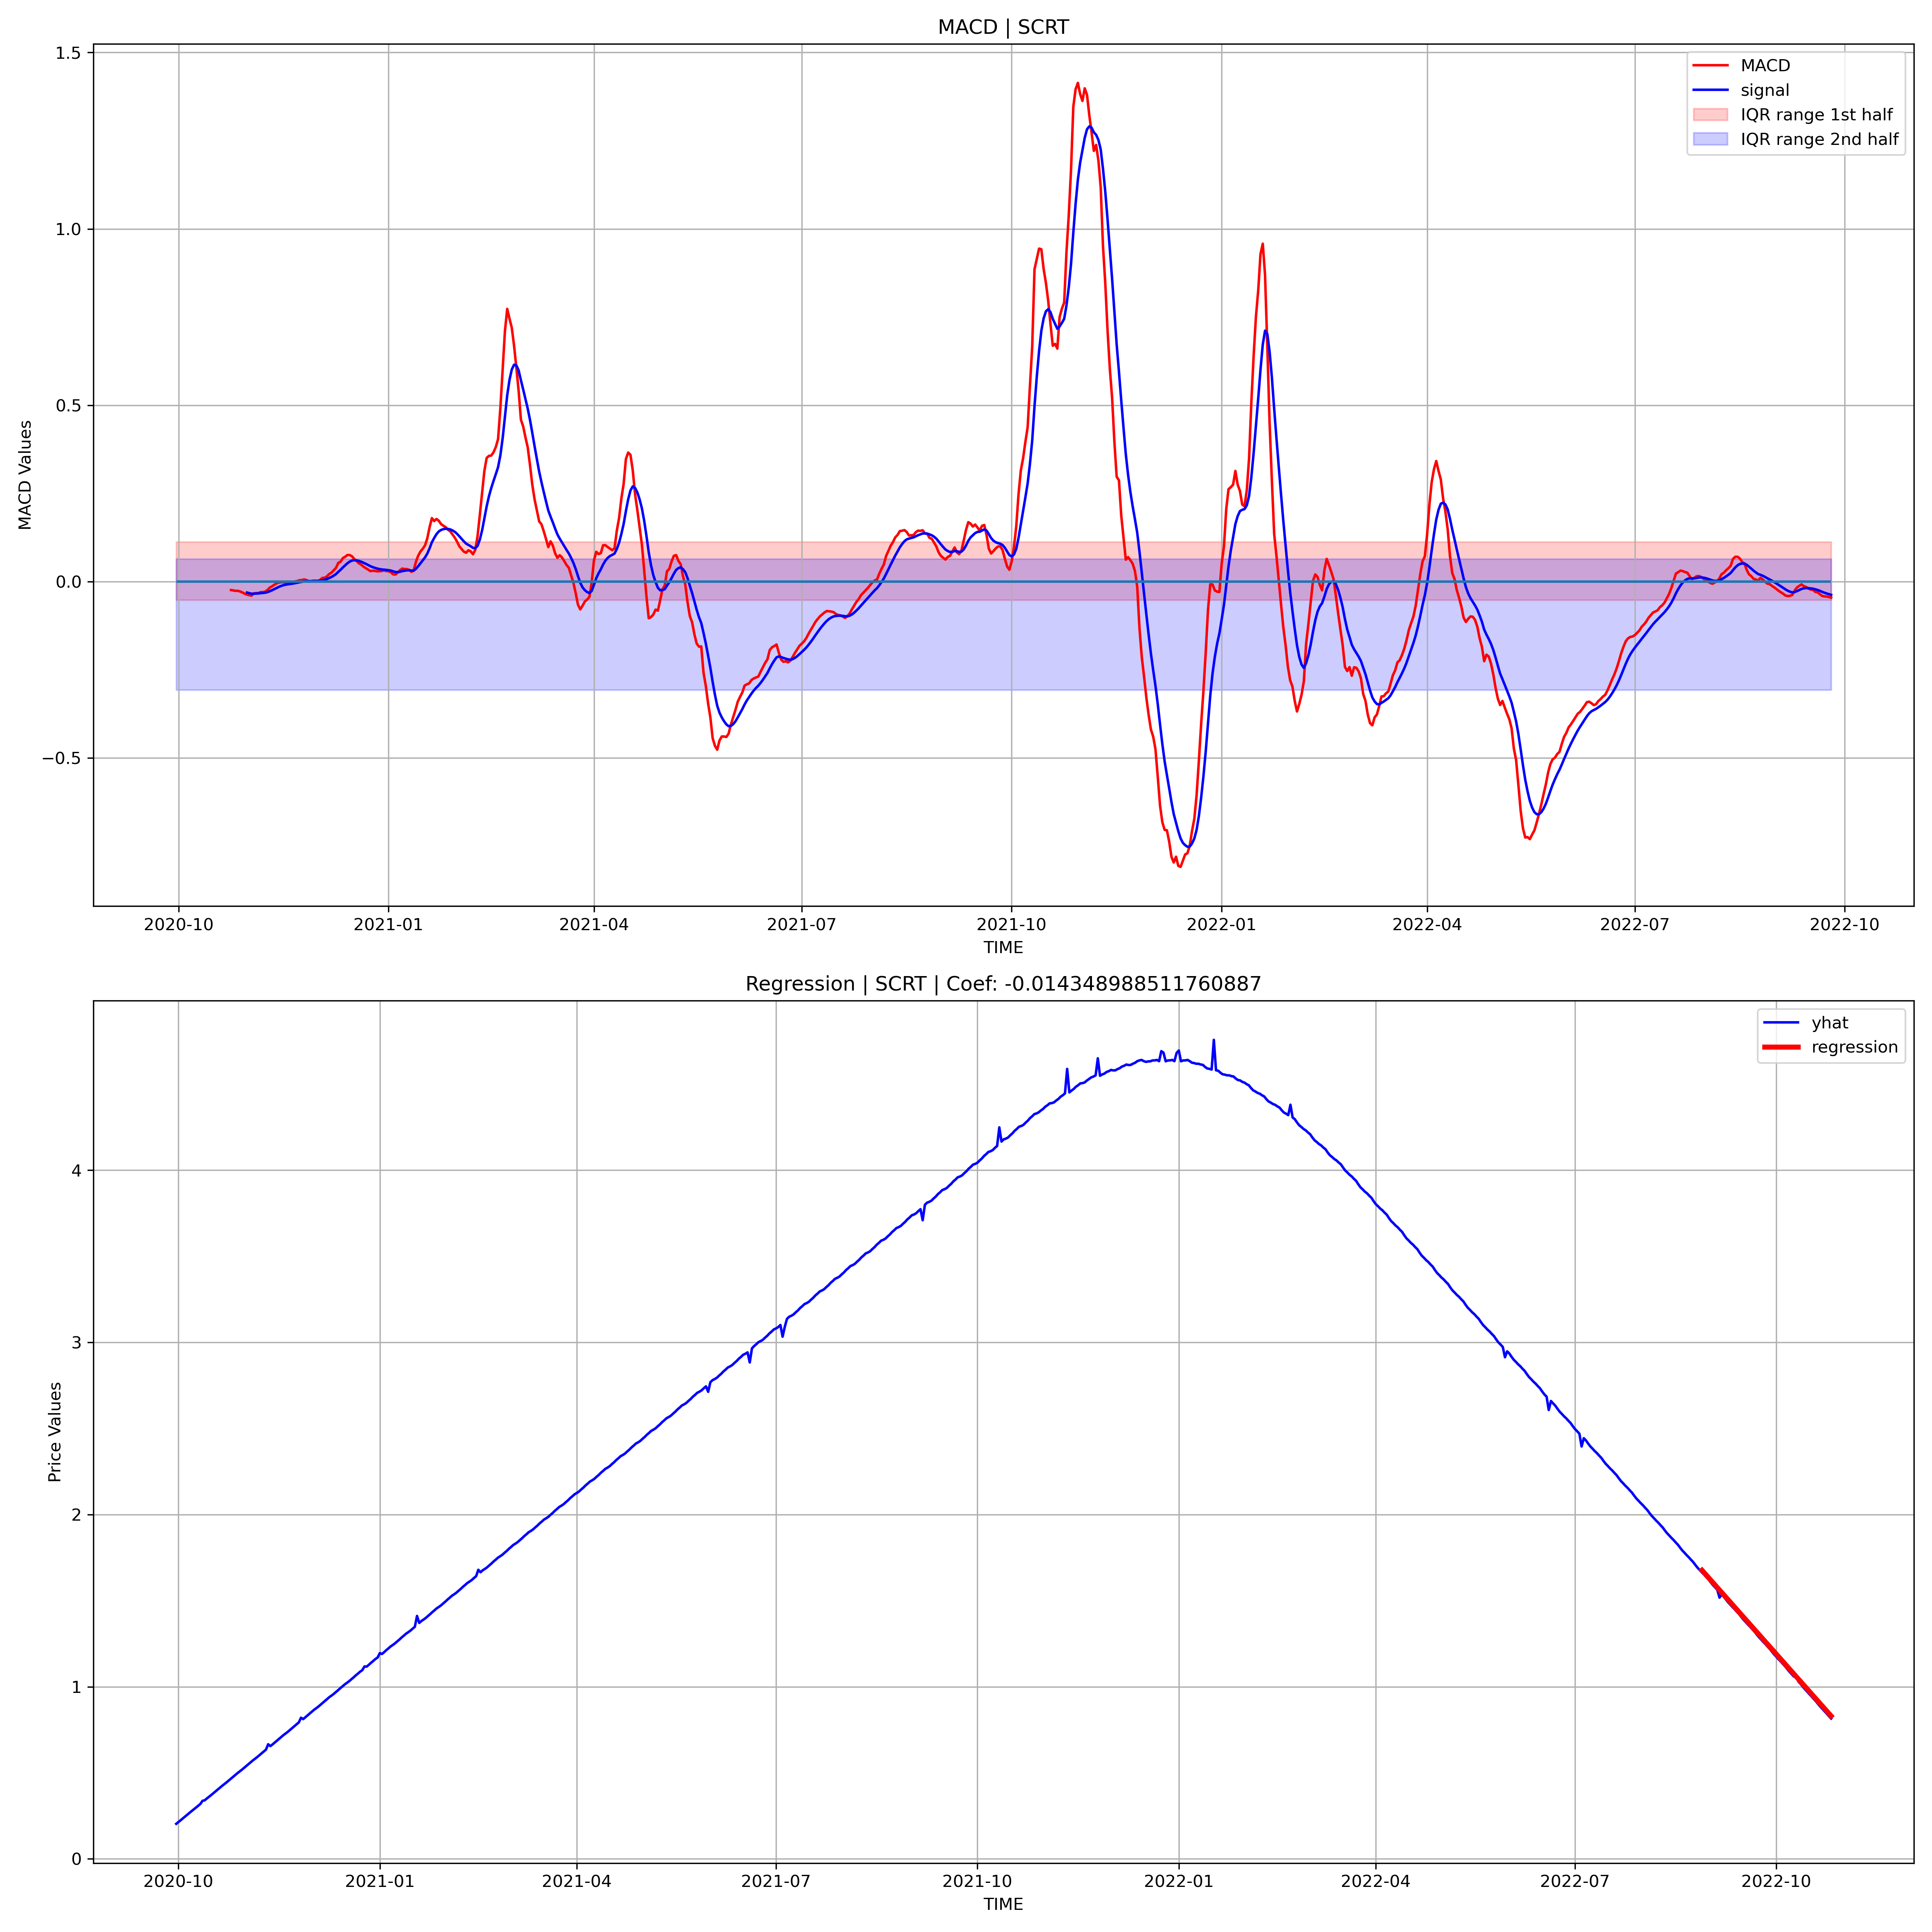 MACD | SCRT
MACD
signal
IQR range 1st half
IQR range 2nd half
MACD Values
1.5
1.0
0.5
0.0
−0.5
2020-10 2021-01 2021-04 2021-07 2021-10 2022-01 2022-04 2022-07 2022-10
TIME
Regression | SCRT | Coef: -0.014348988511760887
yhat
regression
Price Values
4
3
2
1
0
2020-10 2021-01 2021-04 2021-07 2021-10 2022-01 2022-04 2022-07 2022-10
TIME